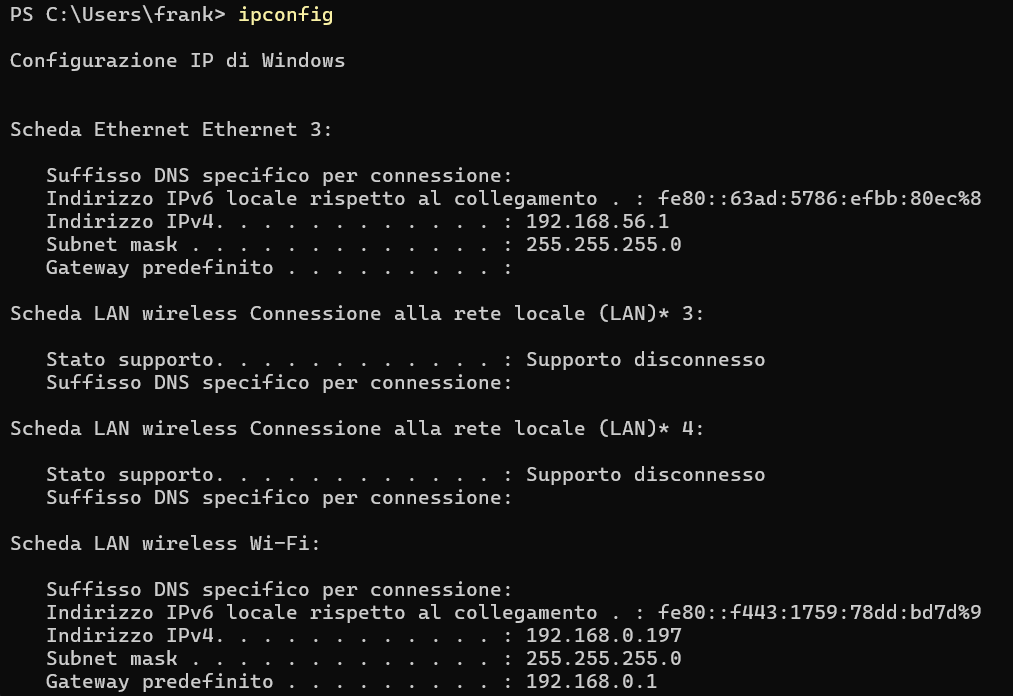 PS C:\Users\frank> ipconfig
Configurazione IP di Windows
Scheda Ethernet Ethernet 3:
Suffisso DNS specifico per connessione:
Indirizzo IPv6 locale rispetto al collegamento . : fe80::63ad:5786:efbb:80ec%8
Indirizzo IPv4. . . . . . . . . . . . : 192.168.56.1
Subnet mask . . . . . . . . . . . . . : 255.255.255.0
Gateway predefinito . . . . . . . . . :
Scheda LAN wireless Connessione alla rete locale (LAN)* 3:
Stato supporto. . . . . . . . . . . . : Supporto disconnesso
Suffisso DNS specifico per connessione:
Scheda LAN wireless Connessione alla rete locale (LAN)* 4:
Stato supporto. . . . . . . . . . . . : Supporto disconnesso
Suffisso DNS specifico per connessione:
Scheda LAN wireless Wi-Fi:
Suffisso DNS specifico per connessione:
Indirizzo IPv6 locale rispetto al collegamento . : fe80::f443:1759:78dd:bd7d%9
Indirizzo IPv4. . . . . . . . . . . . : 192.168.0.197
Subnet mask . . . . . . . . . . . . . : 255.255.255.0
Gateway predefinito . . . . . . . . . : 192.168.0.1